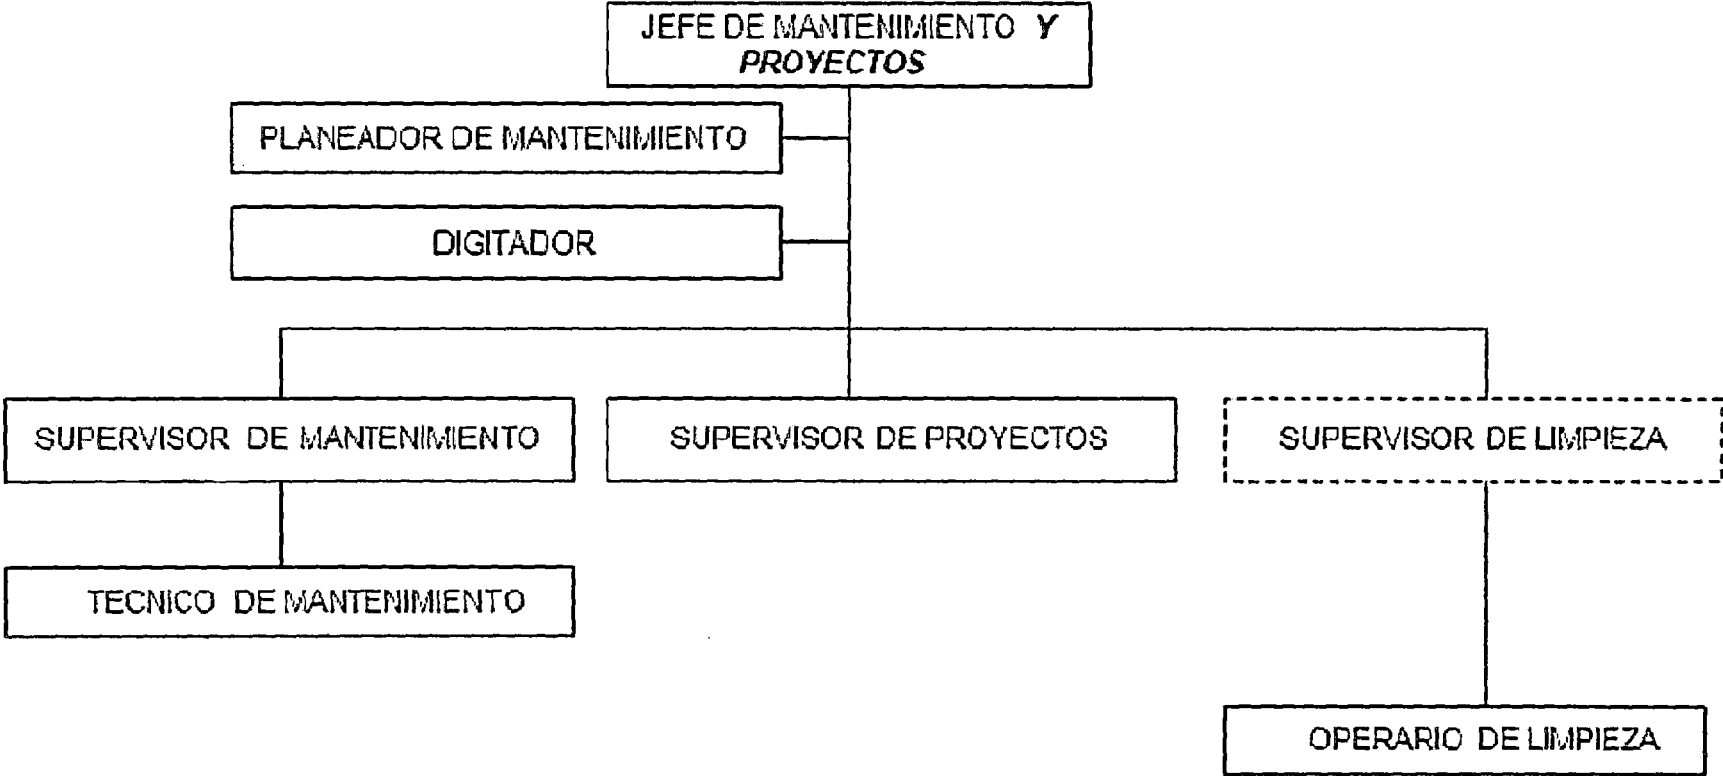 JEFE DE MANTENIMIENTO Y
PROYECTOS
PLANEADOR DE MANTENIMIENTO
DIGITADOR
SUPERVISOR DE MANTENIMIENTO
SUPERVISOR DE PROYECTOS
SUPERVISOR DE LIMPIEZA
TECNICO DE MANTENIMIENTO
OPERARIO DE LIMPIEZA